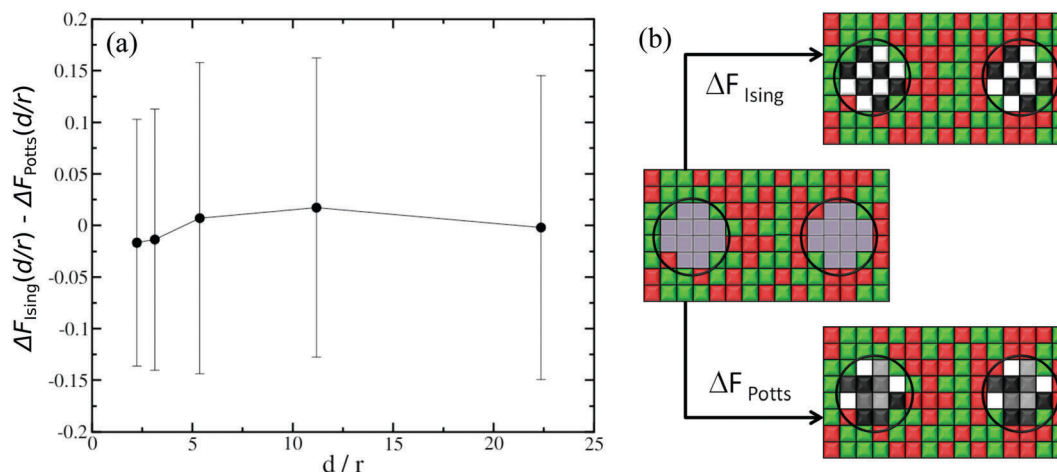 (a)
0.2
0.15
0.1
0.05
0
-0.05
-0.1
-0.15
-0.2
ΔF_Ising(d/r) - ΔF_Potts(d/r)
0 5 10 15 20 25
d / r
(b)
ΔF_Ising
ΔF_Potts